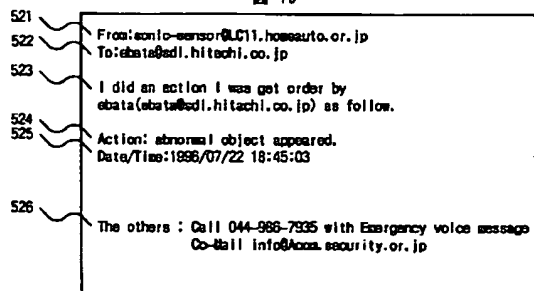 521 From:sonic-sensor@LC11.homeauto.or.jp
522 To:ebata@sdl.hitachi.co.jp
523 I did an action I was get order by
ebata(ebata@sdl.hitachi.co.jp) as follow.
524 Action: abnormal object appeared.
525 Date/Time:1996/07/22 18:45:03
526 The others : Call 044-966-7935 with Emergency voice message
Co-Mail info@Acom.security.or.jp